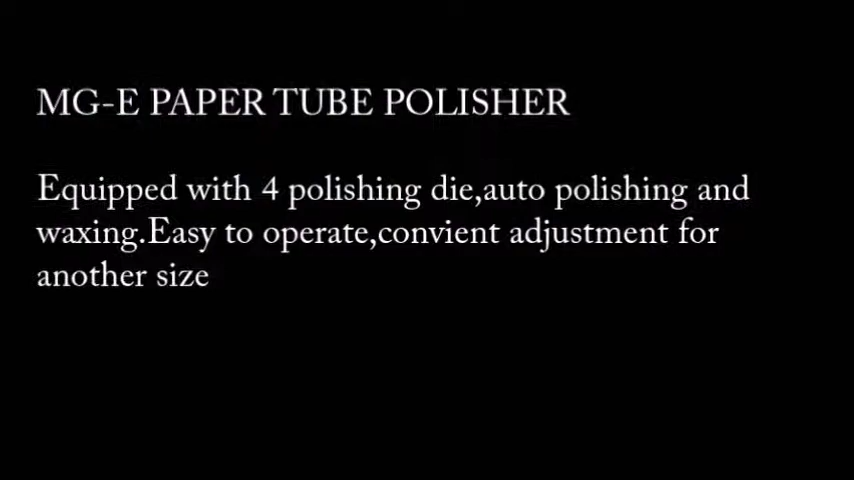 MG-E PAPER TUBE POLISHER
Equipped with 4 polishing die,auto polishing and
waxing.Easy to operate,convient adjustment for
another size